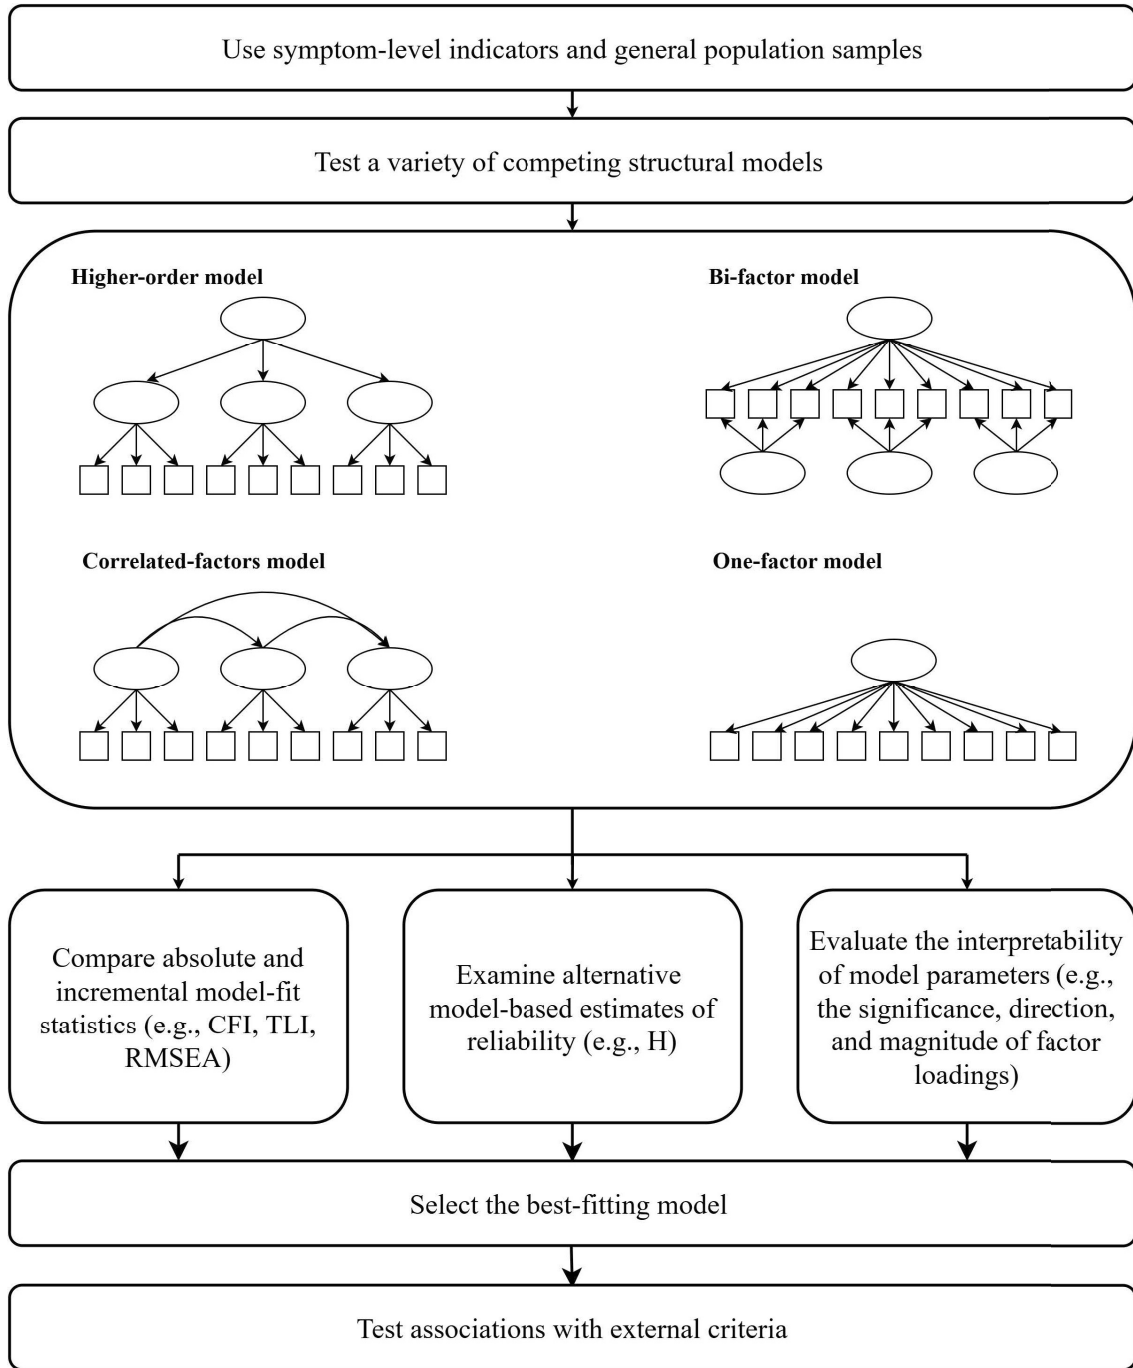 Use symptom-level indicators and general population samples
Test a variety of competing structural models
Higher-order model
Bi-factor model
Correlated-factors model
One-factor model
Compare absolute and
incremental model-fit
statistics (e.g., CFI, TLI,
RMSEA)
Examine alternative
model-based estimates of
reliability (e.g., H)
Evaluate the interpretability
of model parameters (e.g.,
the significance, direction,
and magnitude of factor
loadings)
Select the best-fitting model
Test associations with external criteria